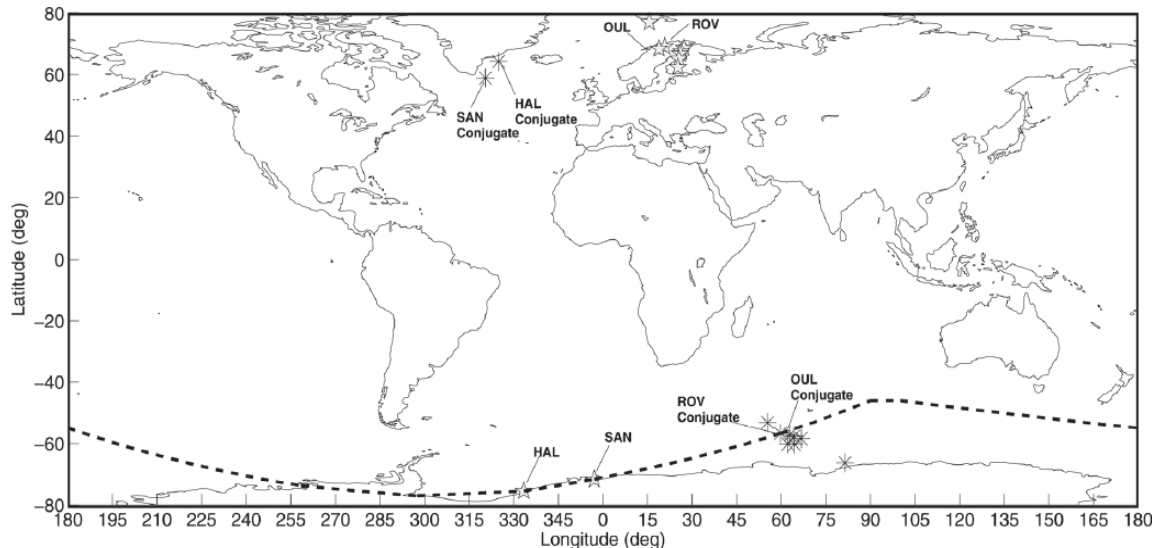 80
60
40
20
0
−20
−40
−60
−80
Latitude (deg)
OUL
ROV
SAN
Conjugate
HAL
Conjugate
OUL
Conjugate
ROV
Conjugate
HAL
SAN
180 195 210 225 240 255 270 285 300 315 330 345 0 15 30 45 60 75 90 105 120 135 150 165 180
Longitude (deg)